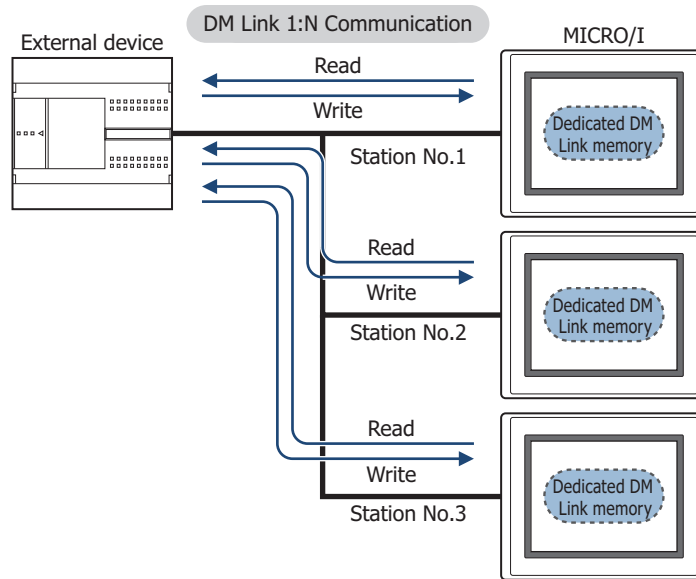 DM Link 1:N Communication
External device
MICRO/I
Read
Write
Dedicated DM
Link memory
Station No.1
Read
Write
Dedicated DM
Link memory
Station No.2
Read
Write
Dedicated DM
Link memory
Station No.3